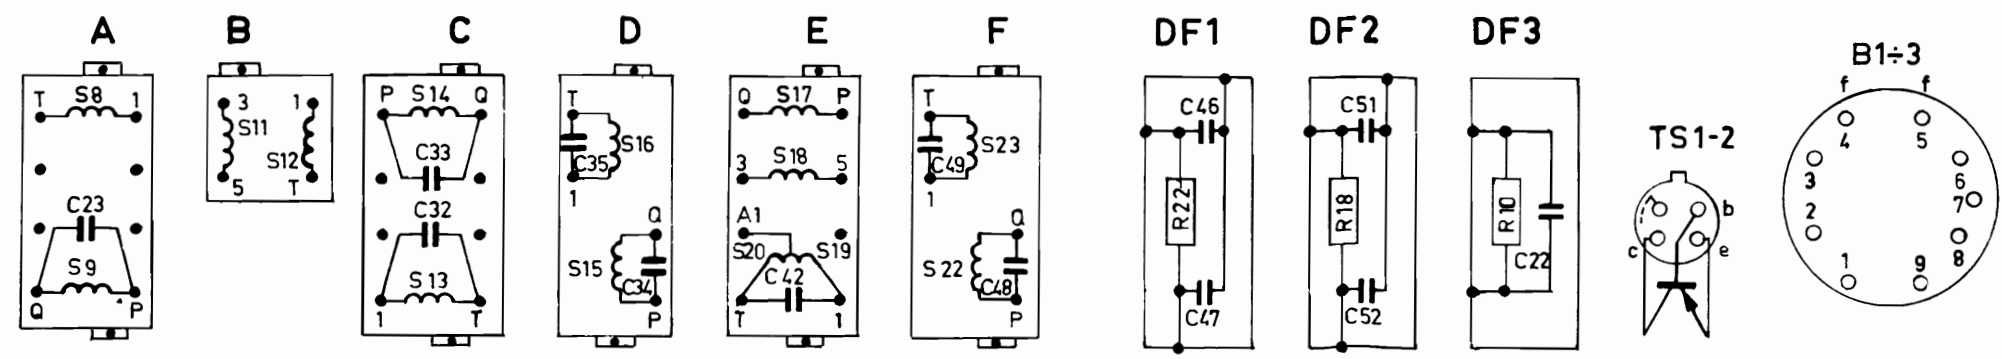 A B C D E F DF1 DF2 DF3
B1÷3
TS1-2
T S8 1
C23
S9
Q P
3 1
S11
S12
5 T
P S14 Q
C33
C32
S13
1 T
T
S16
C35
1
Q
S15
C34
P
Q S17 P
3 S18 5
A1
S20 S19
C42
T 1
T
S23
C49
1
Q
S22
C48
P
C46
R22
C47
C51
R18
C52
R10
C22
b
c e
f f
4 5
3 6
2 7
1 9 8